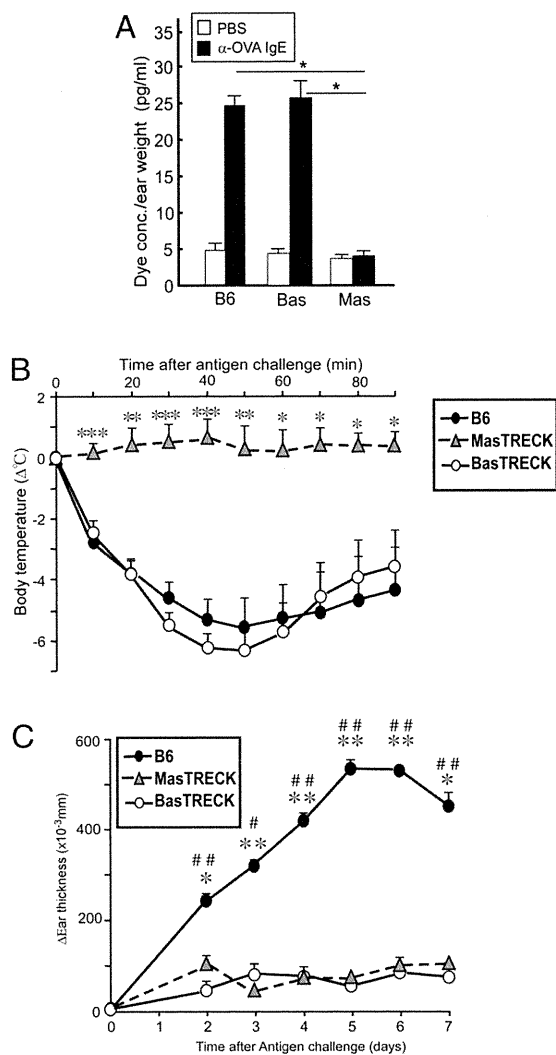 A
PBS
α-OVA IgE
Dye conc./ear weight (pg/ml)
35
30
25
20
15
10
5
0
*
*
B6 Bas Mas
B
Time after antigen challenge (min)
0 20 40 60 80
Body temperature (Δ°C)
2
0
-2
-4
-6
*** ** *** *** ** * * * *
B6
MasTRECK
BasTRECK
C
B6
MasTRECK
BasTRECK
ΔEar thickness (x10-3mm)
600
400
200
0
## # ## ## ## ##
* ** ** ** ** *
0 2 3 4 5 6 7
Time after Antigen challenge (days)